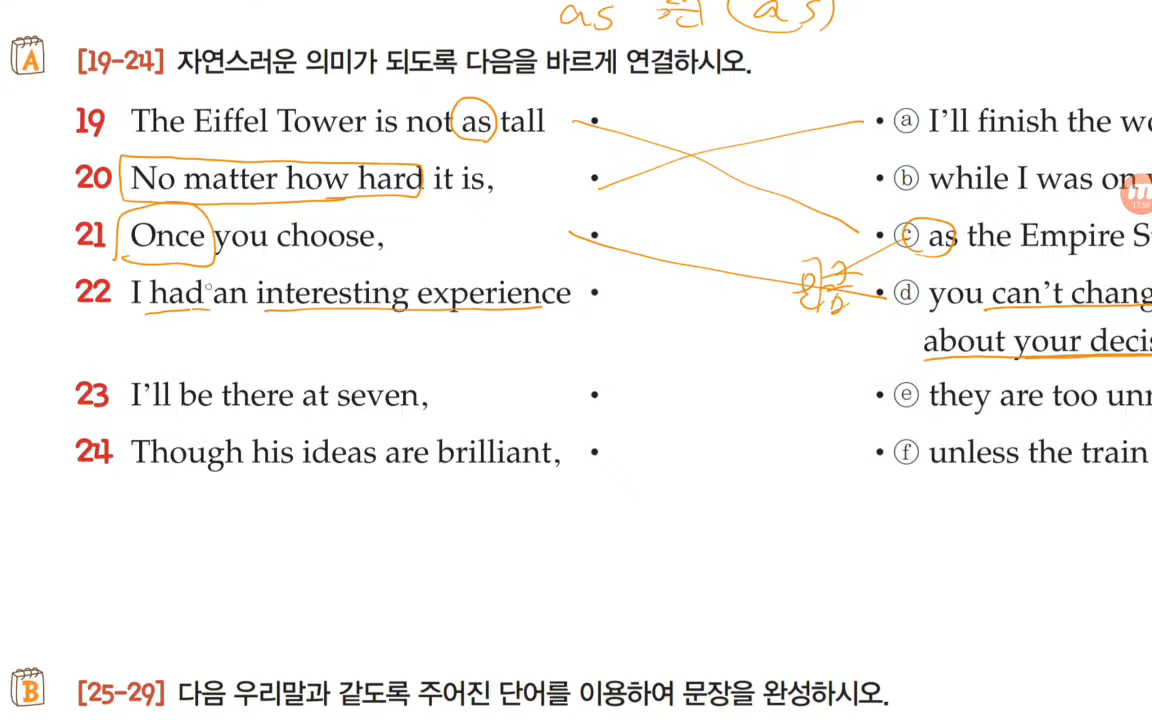 as 원 (as)
A [19-24] 자연스러운 의미가 되도록 다음을 바르게 연결하시오.
19 The Eiffel Tower is not as tall • • ⓐ I'll finish the
20 No matter how hard it is, • • ⓑ while I was on
21 Once you choose, • • ⓒ as the Empire
22 I had an interesting experience • • ⓓ you can't
about your
23 I'll be there at seven, • • ⓔ they are too
24 Though his ideas are brilliant, • • ⓕ unless the train
B [25-29] 다음 우리말과 같도록 주어진 단어를 이용하여 문장을 완성하시오.